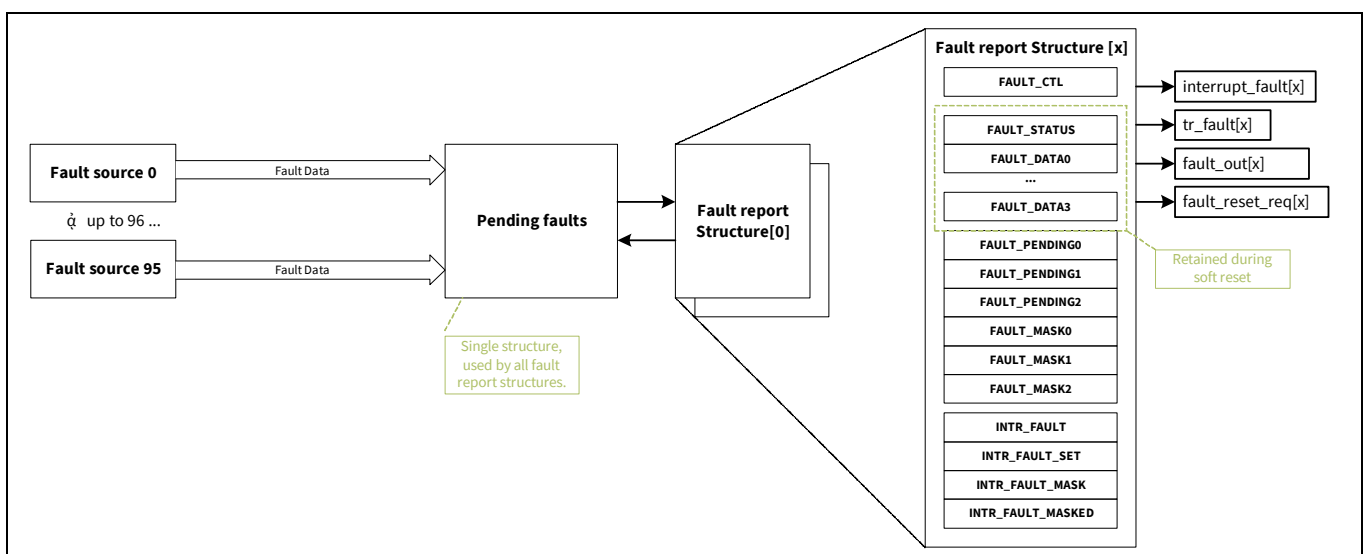 Fault source 0
ἀ up to 96 ...
Fault source 95
Fault Data
Fault Data
Pending faults
Single structure,
used by all fault
report structures.
Fault report
Structure[0]
Fault report Structure [x]
FAULT_CTL
FAULT_STATUS
FAULT_DATA0
...
FAULT_DATA3
FAULT_PENDING0
FAULT_PENDING1
FAULT_PENDING2
FAULT_MASK0
FAULT_MASK1
FAULT_MASK2
INTR_FAULT
INTR_FAULT_SET
INTR_FAULT_MASK
INTR_FAULT_MASKED
interrupt_fault[x]
tr_fault[x]
fault_out[x]
fault_reset_req[x]
Retained during
soft reset